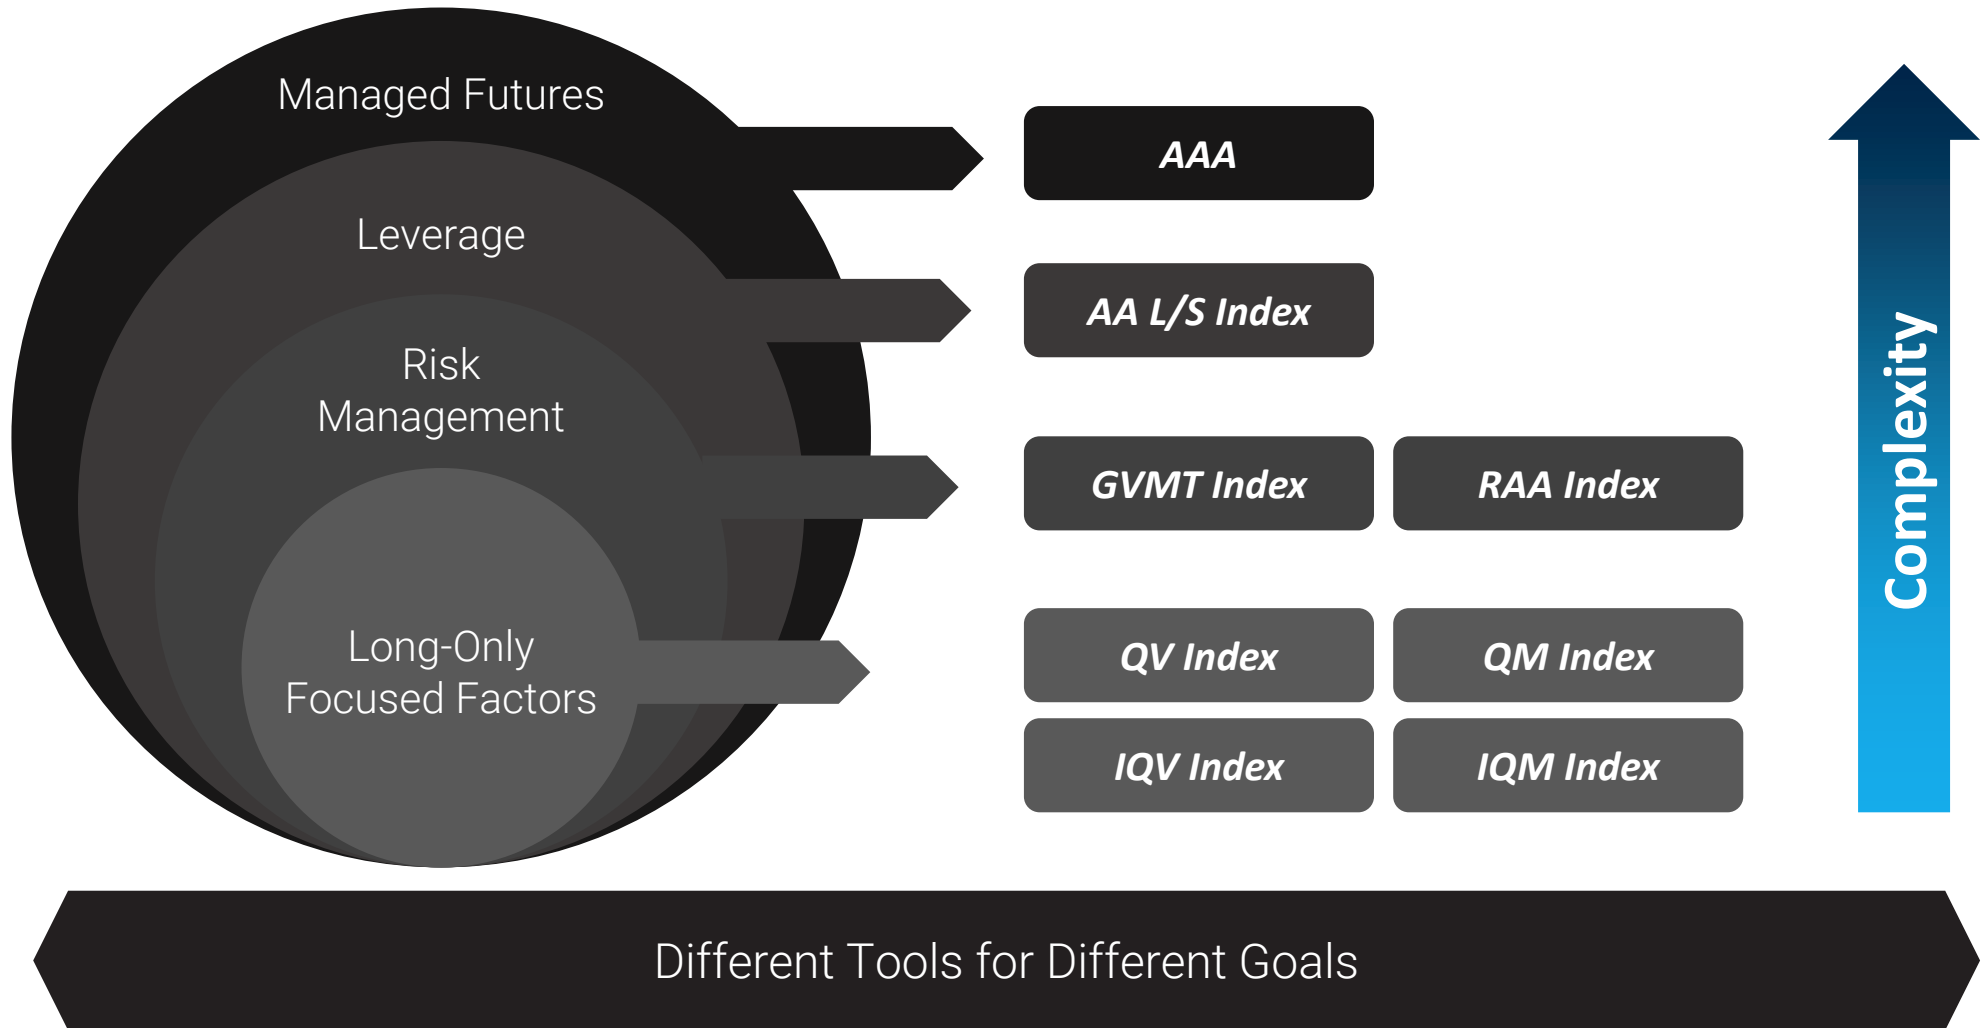 Managed Futures
AAA
Leverage
AA L/S Index
Risk
Management
GVMT Index
RAA Index
Long-Only
Focused Factors
QV Index
QM Index
IQV Index
IQM Index
Complexity
Different Tools for Different Goals